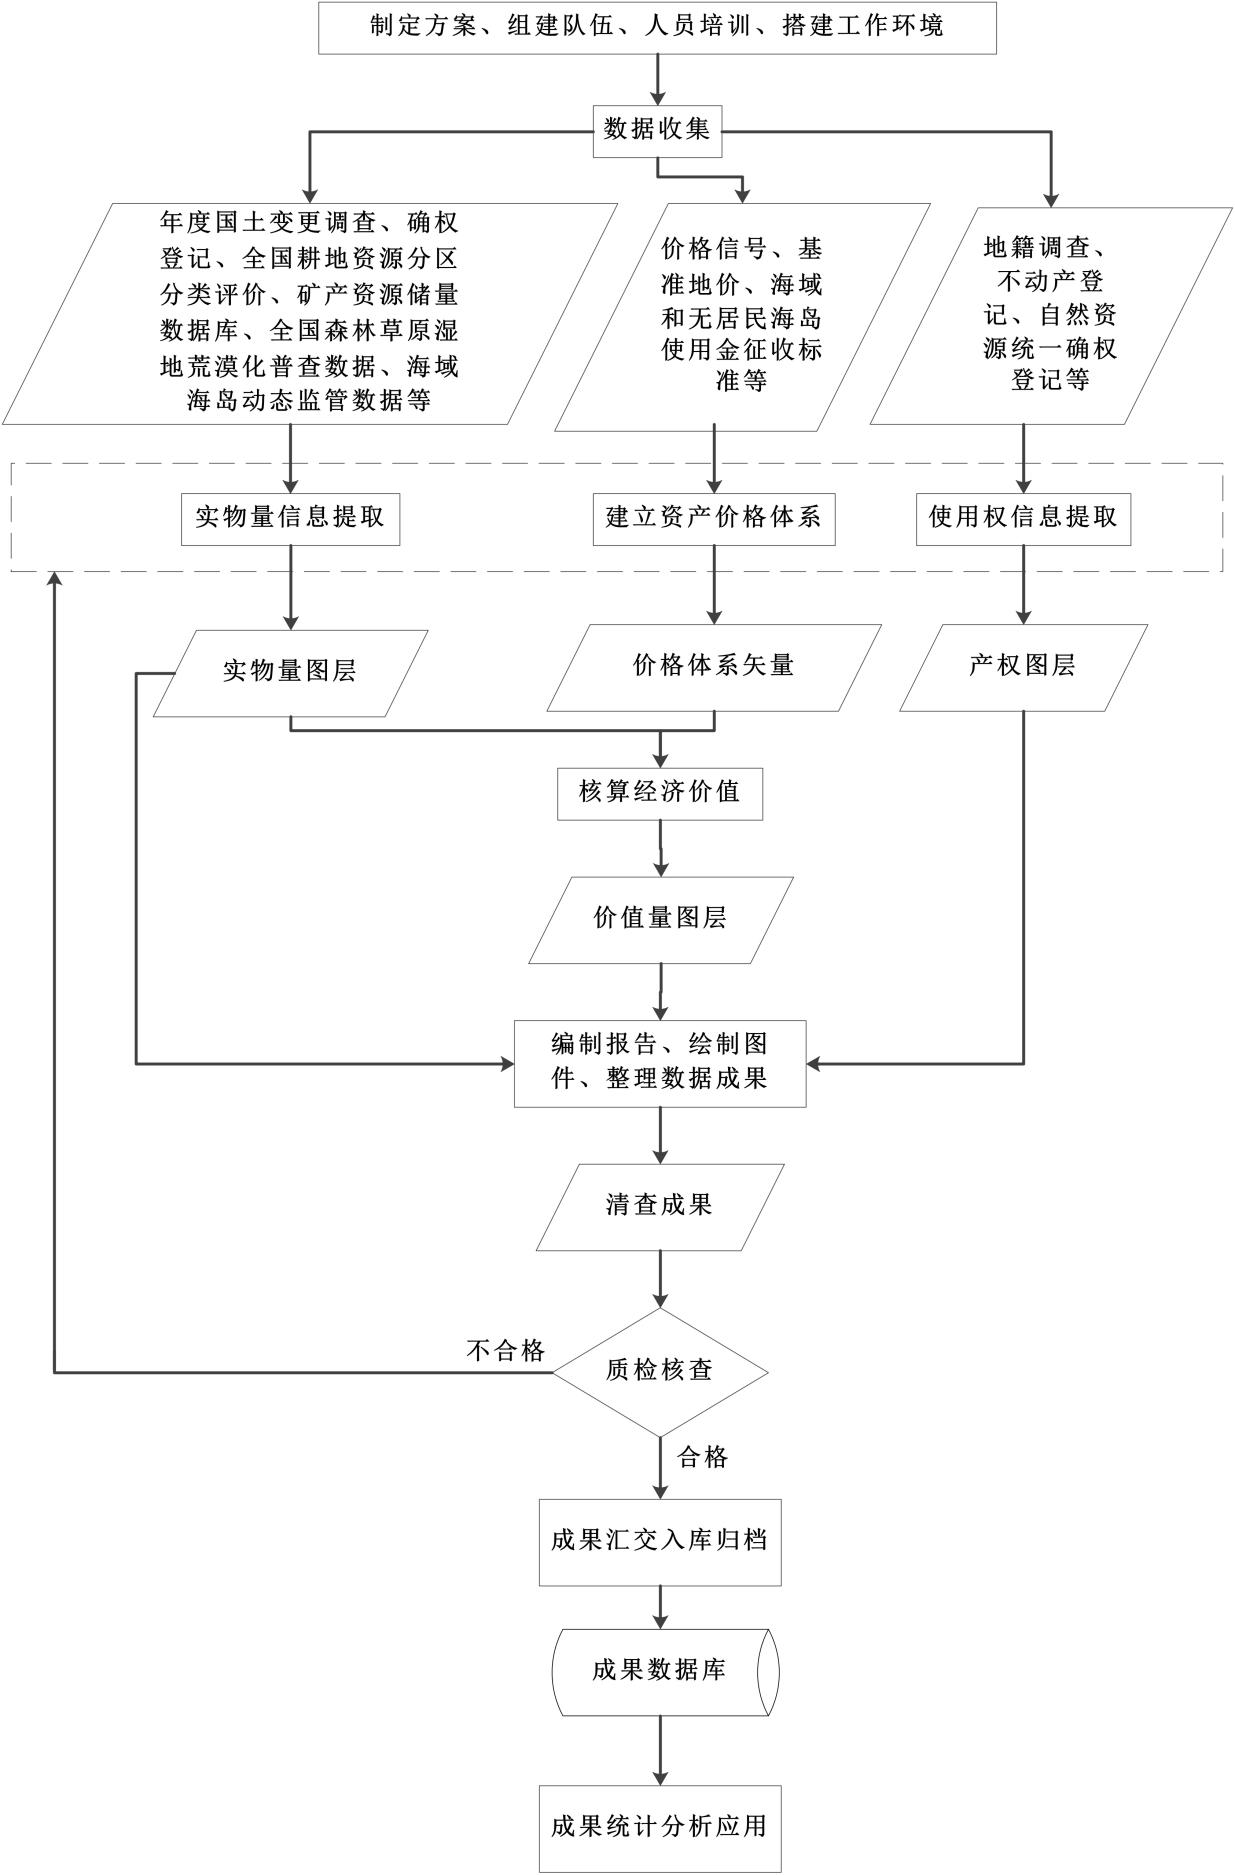 制定方案、组建队伍、人员培训、搭建工作环境
数据收集
年度国土变更调查、确权
登记、全国耕地资源分区
分类评价、矿产资源储量
数据库、全国森林草原湿
地荒漠化普查数据、海域
海岛动态监管数据等
价格信号、基
准地价、海域
和无居民海岛
使用金征收标
准等
地籍调查、
不动产登
记、自然资
源统一确权
登记等
实物量信息提取
建立资产价格体系
使用权信息提取
实物量图层
价格体系矢量
产权图层
核算经济价值
价值量图层
编制报告、绘制图
件、整理数据成果
清查成果
不合格
质检核查
合格
成果汇交入库归档
成果数据库
成果统计分析应用